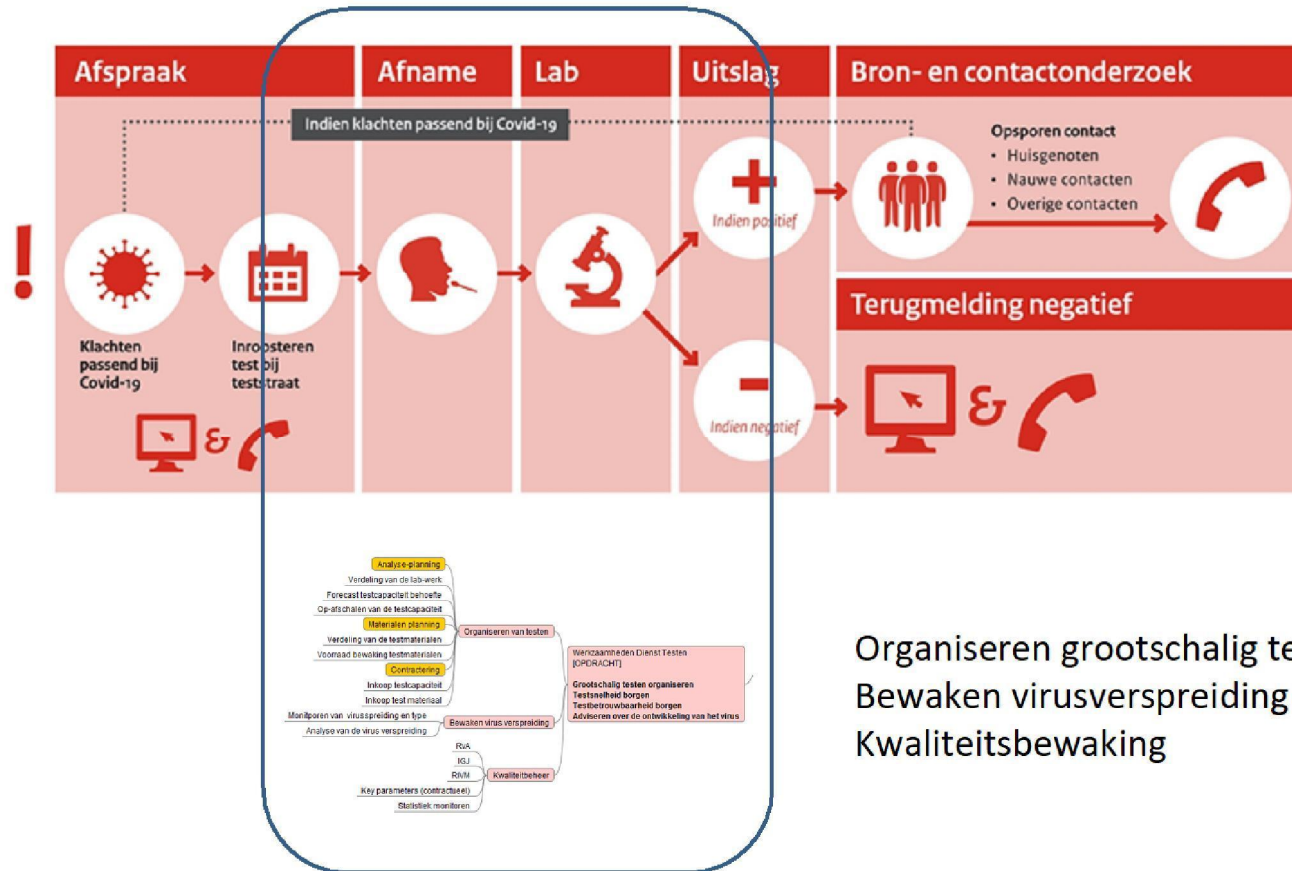 Afspraak
Afname
Lab
Uitslag
Bron- en contactonderzoek
Indien klachten passend bij Covid-19
Opsporen contact
• Huisgenoten
• Nauwe contacten
• Overige contacten
!
+
Indien positief
Klachten
passend bij
Covid-19
Inroosteren
test bij
teststraat
&
Terugmelding negatief
-
Indien negatief
&
Analyse-planning
Verdeling van de lab-werk
Forecast testcapaciteit behoefte
Op-afschalen van de testcapaciteit
Materialen planning
Verdeling van de testmaterialen
Voorraad bewaking testmaterialen
Contractering
Inkoop testcapaciteit
Inkoop test materiaal
Organiseren van testen
Monitporen van virusspreiding en type
Analyse van de virus verspreiding
Bewaken virus verspreiding
RvA
IGJ
RIVM
Key parameters (contractueel)
Statistiek monitoren
Kwaliteitbeheer
Werkzaamheden Dienst Testen
[OPDRACHT]
Grootschalig testen organiseren
Testsnelheid borgen
Testbetrouwbaarheid borgen
Adviseren over de ontwikkeling van het virus
Organiseren grootschalig te
Bewaken virusverspreiding
Kwaliteitsbewaking